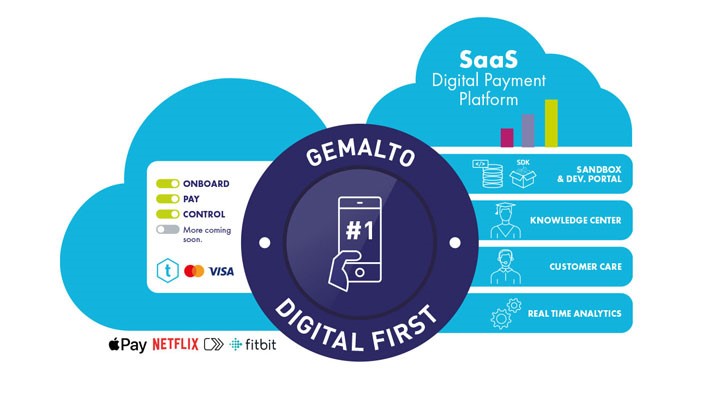 SaaS
Digital Payment
Platform
GEMALTO
#1
DIGITAL FIRST
ONBOARD
PAY
CONTROL
More coming
soon.
t
VISA
Pay
NETFLIX
fitbit
</>
SDK
SANDBOX
& DEV. PORTAL
KNOWLEDGE CENTER
CUSTOMER CARE
REAL TIME ANALYTICS